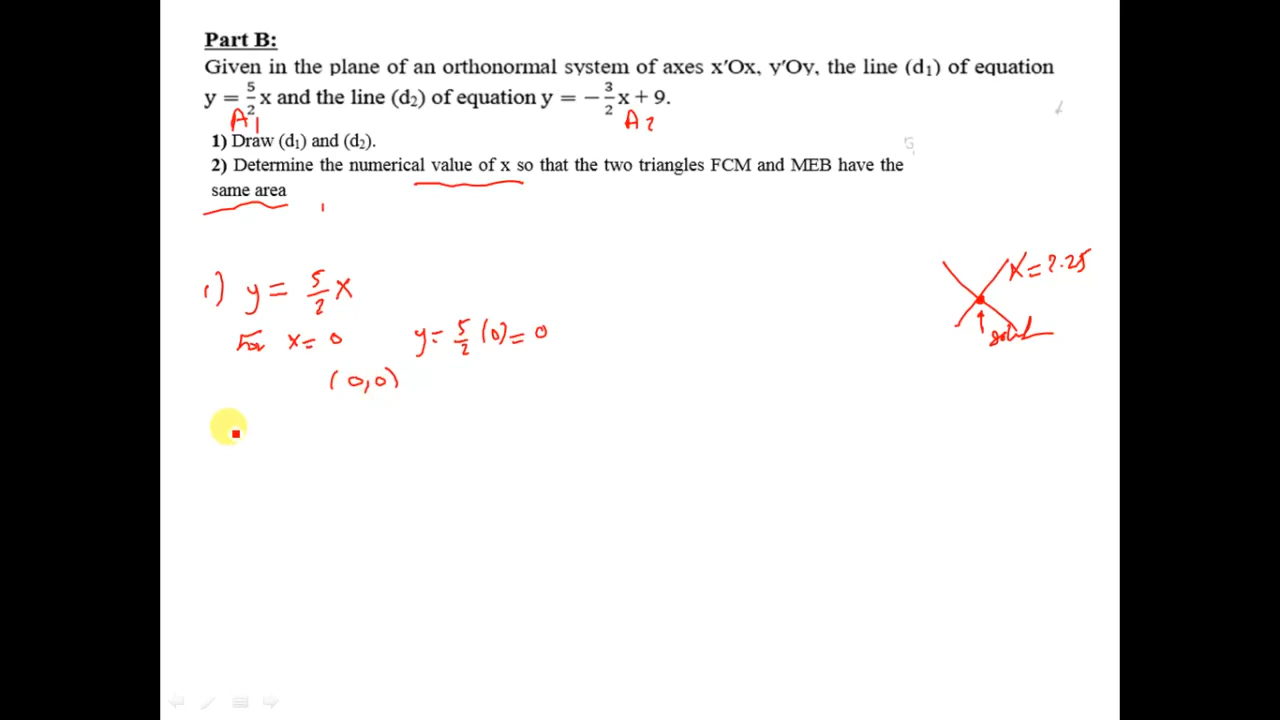 Part B:
Given in the plane of an orthonormal system of axes x′Ox, y′Oy, the line (d₁) of equation
y = 5/2 x and the line (d₂) of equation y = −3/2 x + 9.
A1 A2
1) Draw (d₁) and (d₂).
2) Determine the numerical value of x so that the two triangles FCM and MEB have the
same area
1) y = 5/2 x
For x = 0 y = 5/2 (0) = 0
(0,0)
x = 2.25